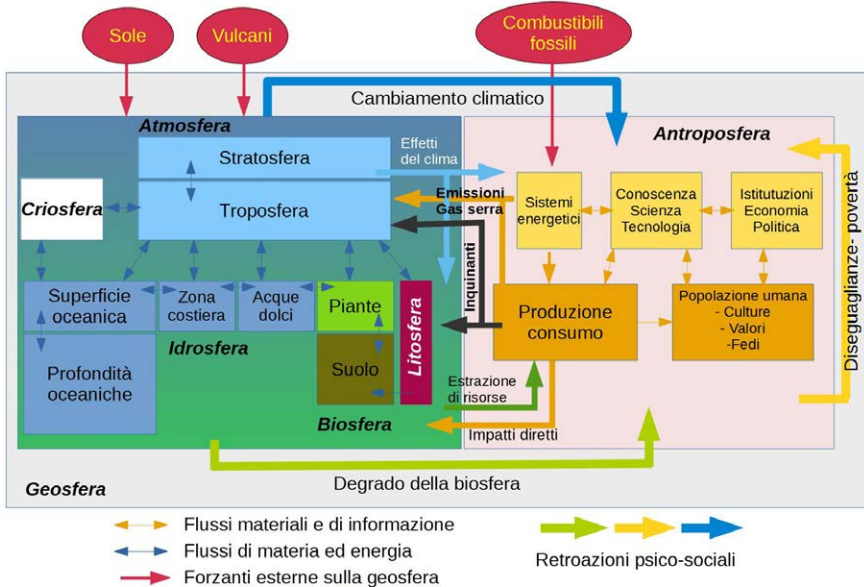 Sole
Vulcani
Combustibili
fossili
Cambiamento climatico
Atmosfera
Antroposfera
Stratosfera
Effetti
del clima
Criosfera
Troposfera
Emissioni
Gas serra
Sistemi
energetici
Conoscenza
Scienza
Tecnologia
Istitutuzioni
Economia
Politica
Inquinanti
Superficie
oceanica
Zona
costiera
Acque
dolci
Piante
Litosfera
Produzione
consumo
Popolazione umana
- Culture
- Valori
-Fedi
Diseguaglianze- povertà
Idrosfera
Profondità
oceaniche
Suolo
Estrazione
di risorse
Biosfera
Impatti diretti
Degrado della biosfera
Geosfera
Flussi materiali e di informazione
Flussi di materia ed energia
Forzanti esterne sulla geosfera
Retroazioni psico-sociali